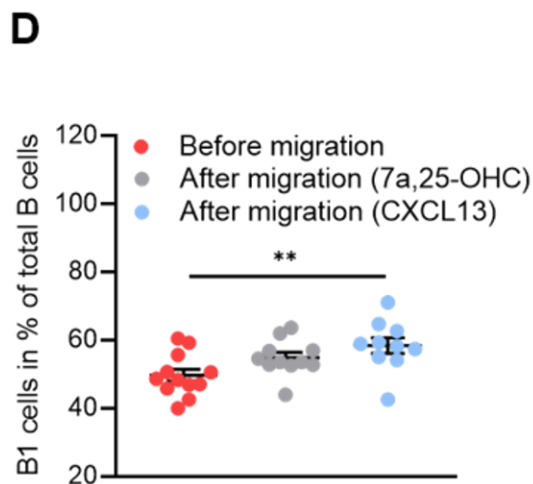 D
B1 cells in % of total B cells
120
100
80
60
40
20
Before migration
After migration (7a,25-OHC)
After migration (CXCL13)
**